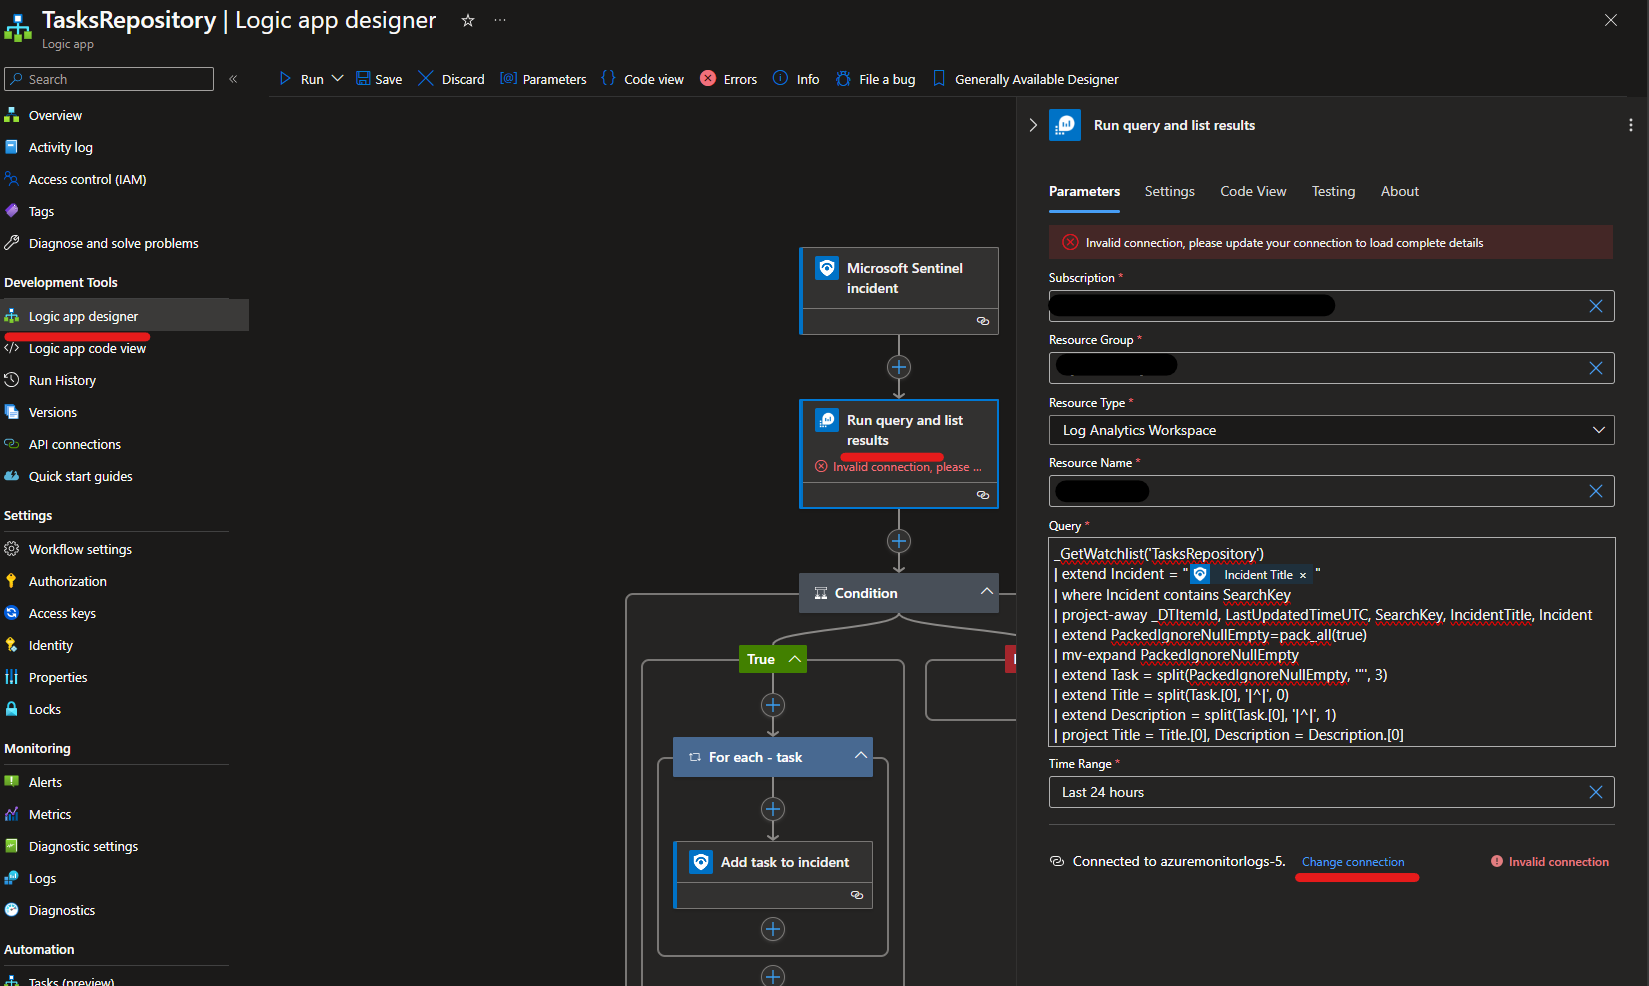 TasksRepository | Logic app designer
Logic app
Search
Run
Save
Discard
Parameters
Code view
Errors
Info
File a bug
Generally Available Designer
Overview
Activity log
Access control (IAM)
Tags
Diagnose and solve problems
Development Tools
Logic app designer
Logic app code view
Run History
Versions
API connections
Quick start guides
Settings
Workflow settings
Authorization
Access keys
Identity
Properties
Locks
Monitoring
Alerts
Metrics
Diagnostic settings
Logs
Diagnostics
Automation
Tasks (preview)
Microsoft Sentinel
incident
Run query and list
results
Invalid connection, please ...
Condition
True
For each - task
Add task to incident
Run query and list results
Parameters
Settings
Code View
Testing
About
Invalid connection, please update your connection to load complete details
Subscription *
Resource Group *
Resource Type *
Log Analytics Workspace
Resource Name *
Query *
_GetWatchlist('TasksRepository')
| extend Incident = " Incident Title × "
| where Incident contains SearchKey
| project-away _DTItemId, LastUpdatedTimeUTC, SearchKey, IncidentTitle, Incident
| extend PackedIgnoreNullEmpty=pack_all(true)
| mv-expand PackedIgnoreNullEmpty
| extend Task = split(PackedIgnoreNullEmpty, '"', 3)
| extend Title = split(Task.[0], '|^|', 0)
| extend Description = split(Task.[0], '|^|', 1)
| project Title = Title.[0], Description = Description.[0]
Time Range *
Last 24 hours
Connected to azuremonitorlogs-5.
Change connection
Invalid connection